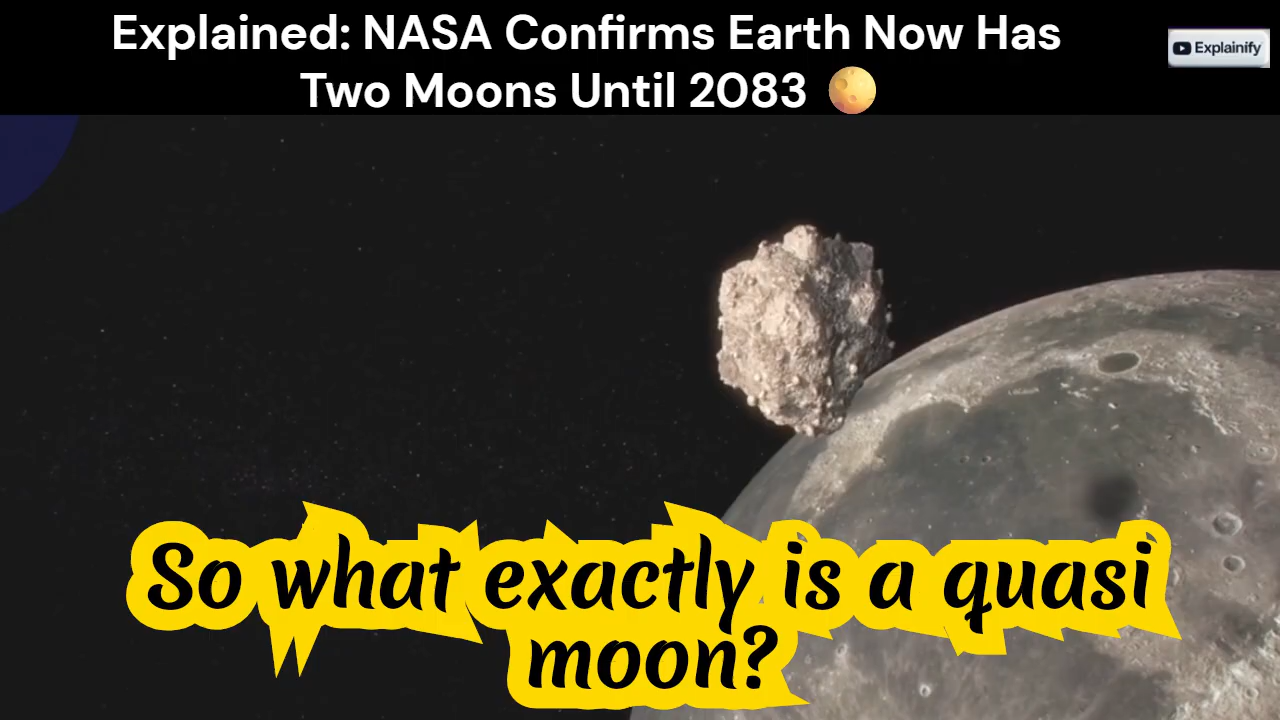 Explained: NASA Confirms Earth Now Has
Two Moons Until 2083 🌕
Explainify
So what exactly is a quasi
moon?